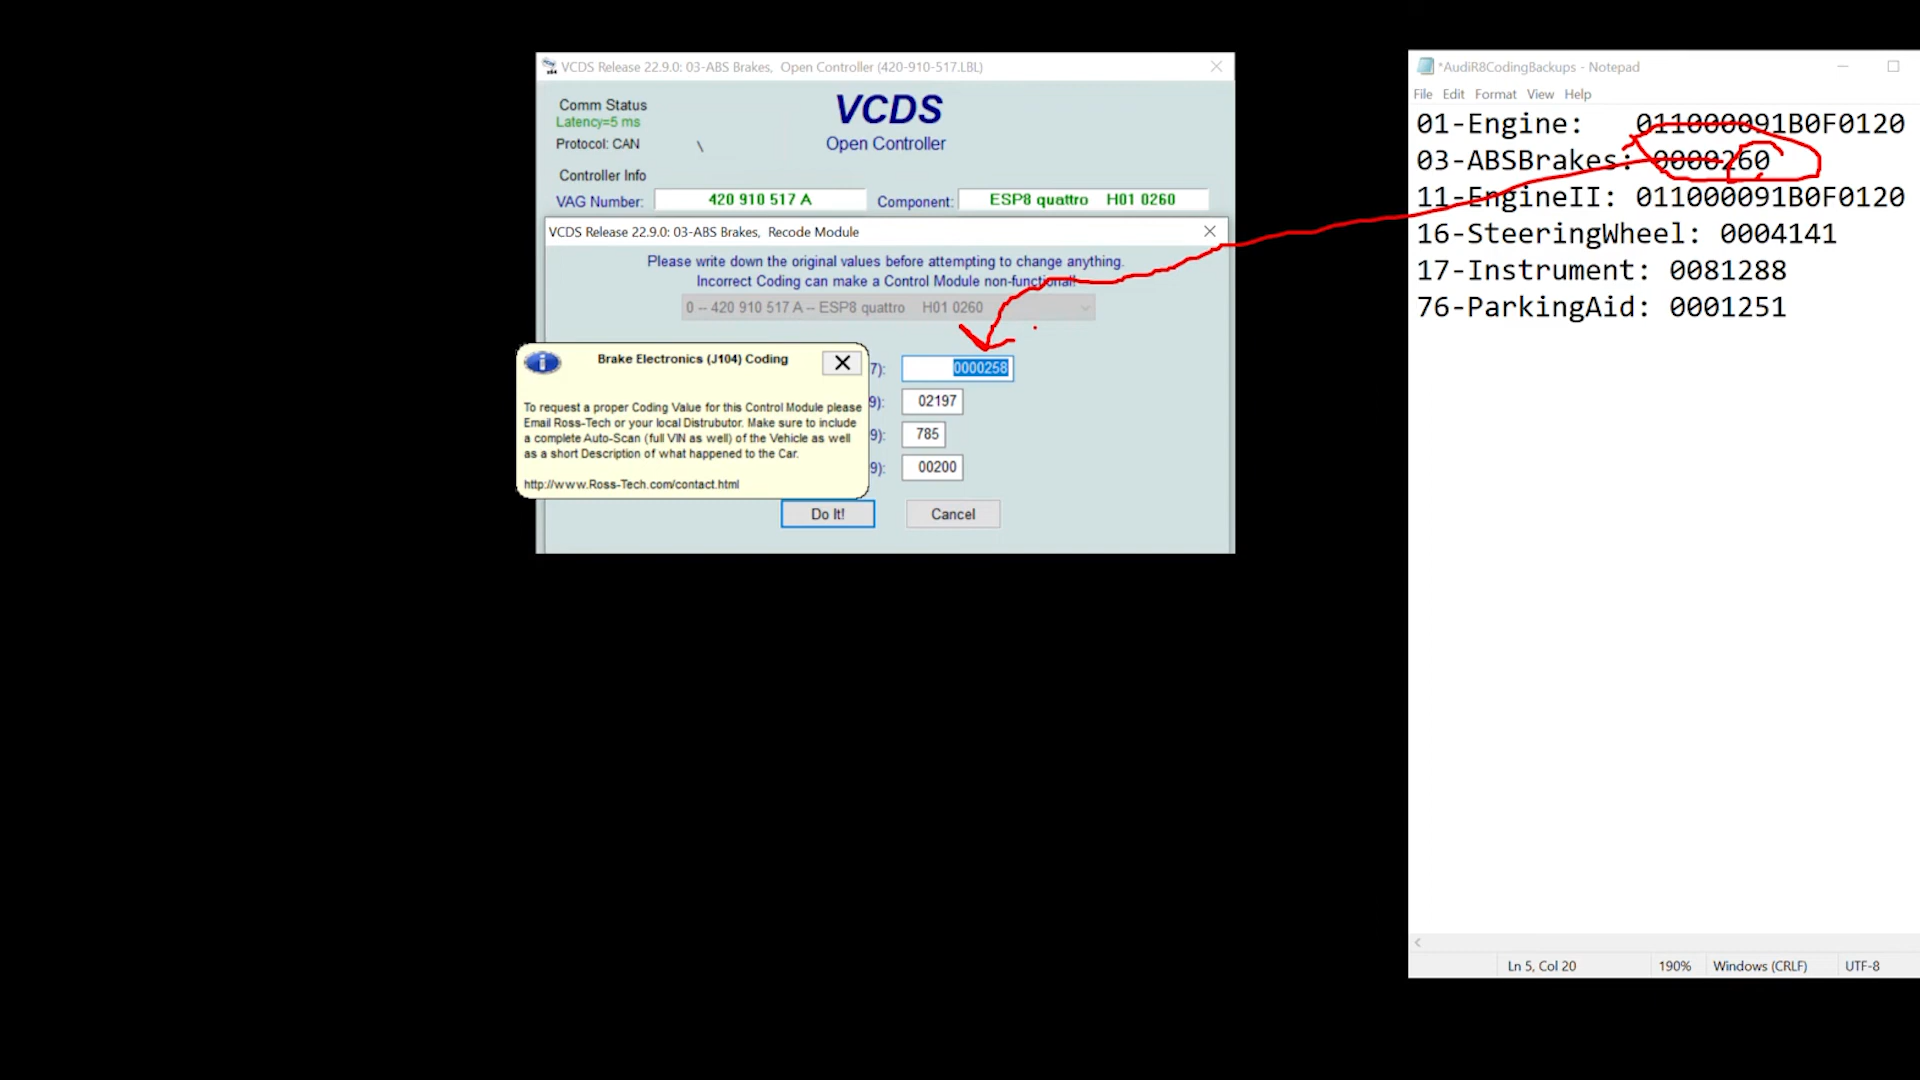 VCDS Release 22.9.0: 03-ABS Brakes, Open Controller (420-910-517.LBL)
Comm Status
Latency=5 ms
Protocol: CAN
\
VCDS
Open Controller
Controller Info
VAG Number: 420 910 517 A Component: ESP8 quattro H01 0260
VCDS Release 22.9.0: 03-ABS Brakes, Recode Module
Please write down the original values before attempting to change anything.
Incorrect Coding can make a Control Module non-functional!
0 -- 420 910 517 A -- ESP8 quattro H01 0260
Brake Electronics (J104) Coding
To request a proper Coding Value for this Control Module please
Email Ross-Tech or your local Distrubutor. Make sure to include
a complete Auto-Scan (full VIN as well) of the Vehicle as well
as a short Description of what happened to the Car.
http://www.Ross-Tech.com/contact.html
7): 0000258
9): 02197
9): 785
9): 00200
Do It! Cancel
*AudiR8CodingBackups - Notepad
File Edit Format View Help
01-Engine: 011000091B0F0120
03-ABSBrakes: 0000260
11-EngineII: 011000091B0F0120
16-SteeringWheel: 0004141
17-Instrument: 0081288
76-ParkingAid: 0001251
Ln 5, Col 20 190% Windows (CRLF) UTF-8